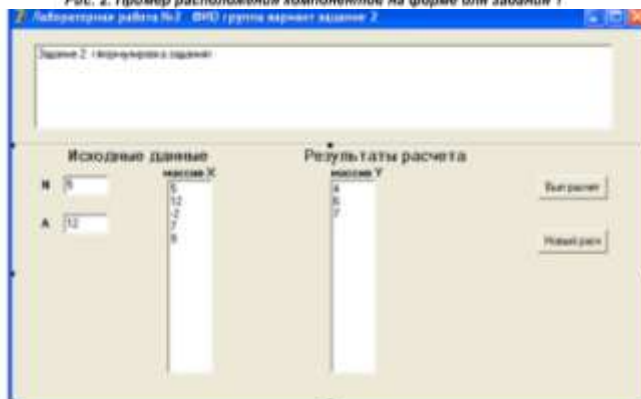 Рис. 2. Пример расположения компонентов на форме для задания 1
Лабораторная работа №3 ФИО группа вариант задание 2
Задание 2 <Формулировка задания>
Исходные данные
Результаты расчета
массив X
массив Y
N 5
A 12
5
12
-2
7
9
4
6
7
Вып расчет
Новый расч